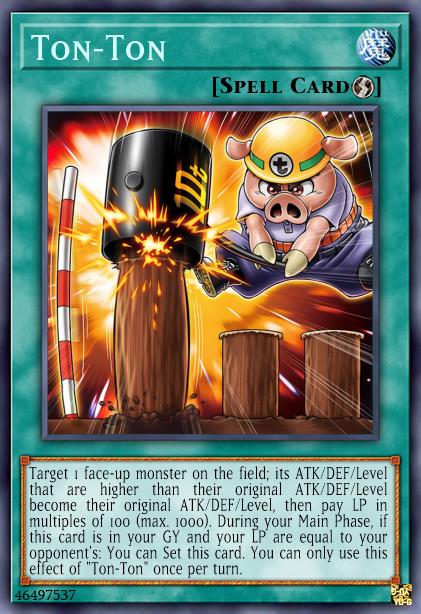 Ton-Ton
魔
[Spell Card]
10t
t
Target 1 face-up monster on the field; its ATK/DEF/Level
that are higher than their original ATK/DEF/Level
become their original ATK/DEF/Level, then pay LP in
multiples of 100 (max. 1000). During your Main Phase, if
this card is in your GY and your LP are equal to your
opponent's: You can Set this card. You can only use this
effect of "Ton-Ton" once per turn.
46497537